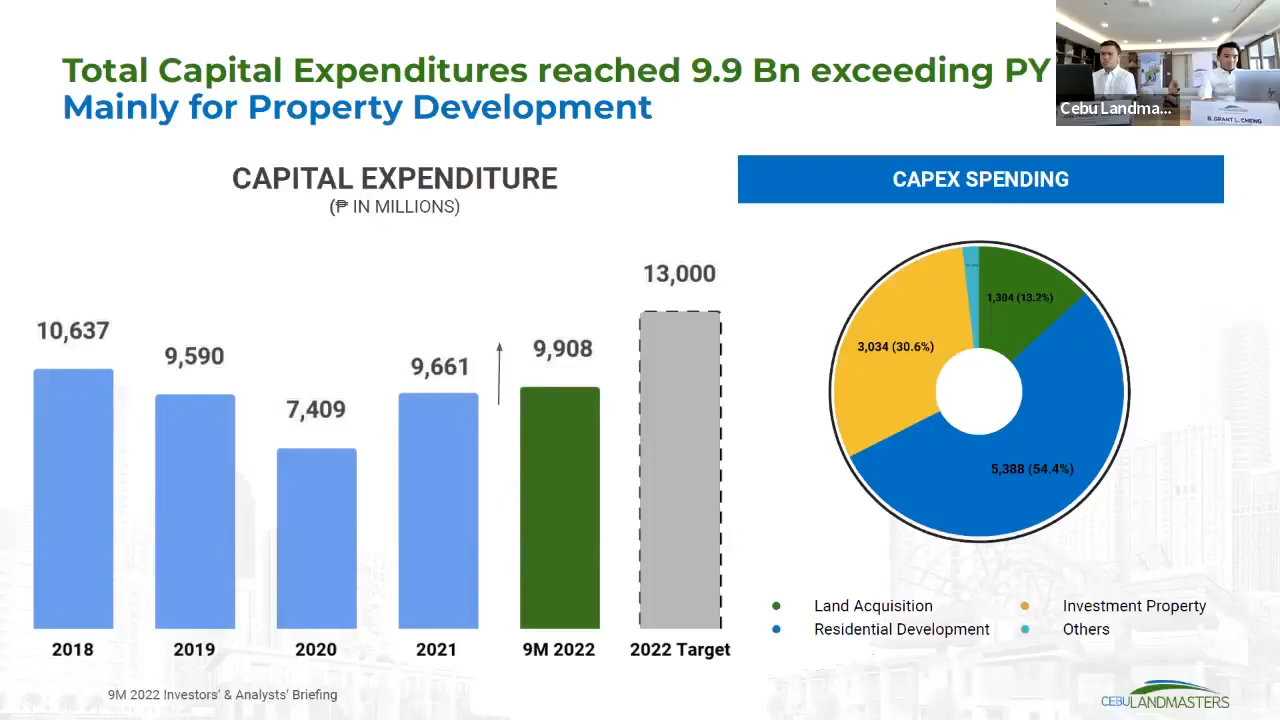 Total Capital Expenditures reached 9.9 Bn exceeding PY
Mainly for Property Development
Cebu Landma...
B. GRANT L. CHENG
CAPITAL EXPENDITURE
(₱ IN MILLIONS)
CAPEX SPENDING
10,637
9,590
7,409
9,661
9,908
13,000
2018
2019
2020
2021
9M 2022
2022 Target
1,304 (13.2%)
3,034 (30.6%)
5,388 (54.4%)
Land Acquisition
Investment Property
Residential Development
Others
9M 2022 Investors' & Analysts' Briefing
CEBULANDMASTERS